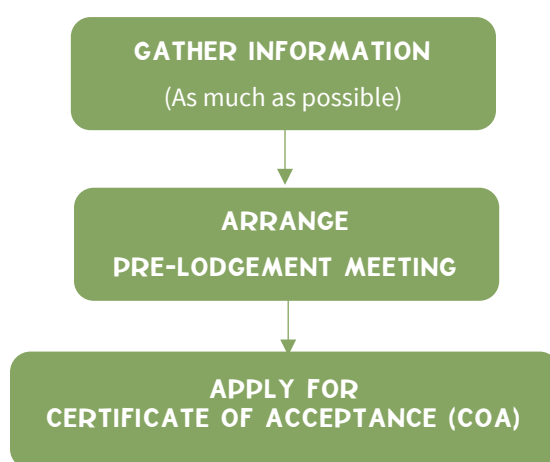 GATHER INFORMATION
(As much as possible)
ARRANGE
PRE-LODGEMENT MEETING
APPLY FOR
CERTIFICATE OF ACCEPTANCE (COA)